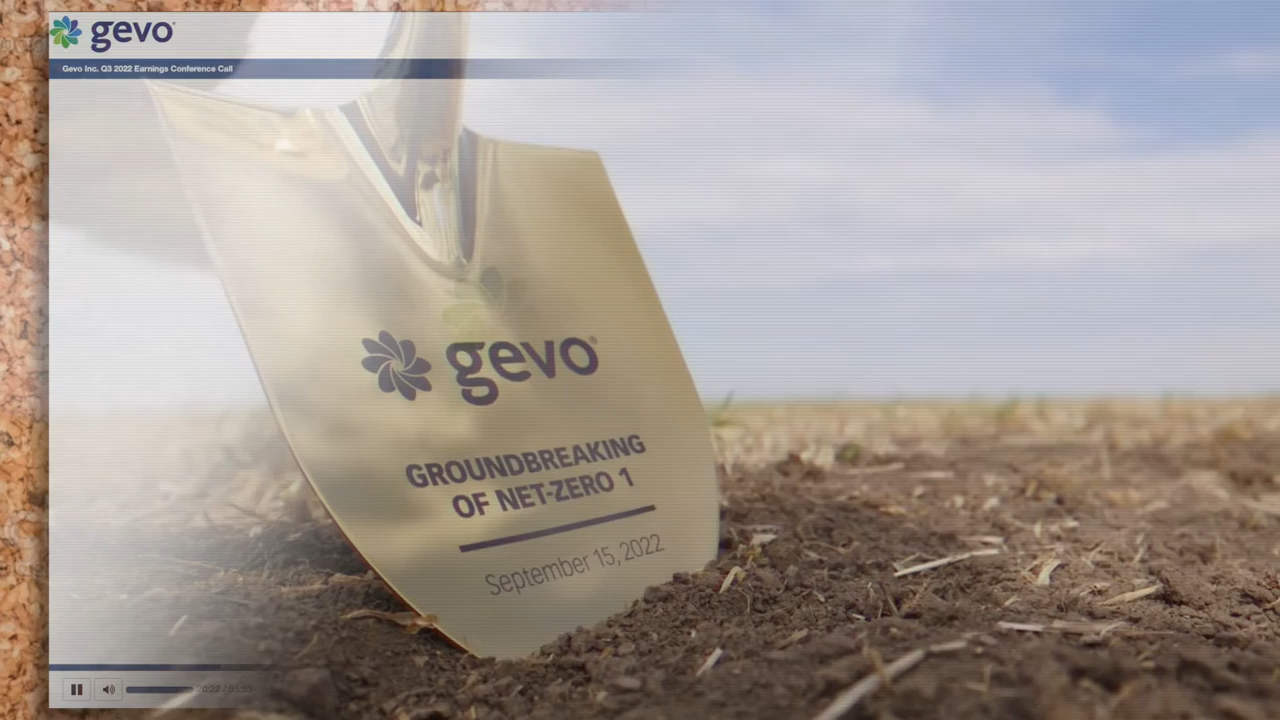 gevo
Gevo Inc. Q3 2022 Earnings Conference Call
gevo
GROUNDBREAKING
OF NET-ZERO 1
September 15, 2022